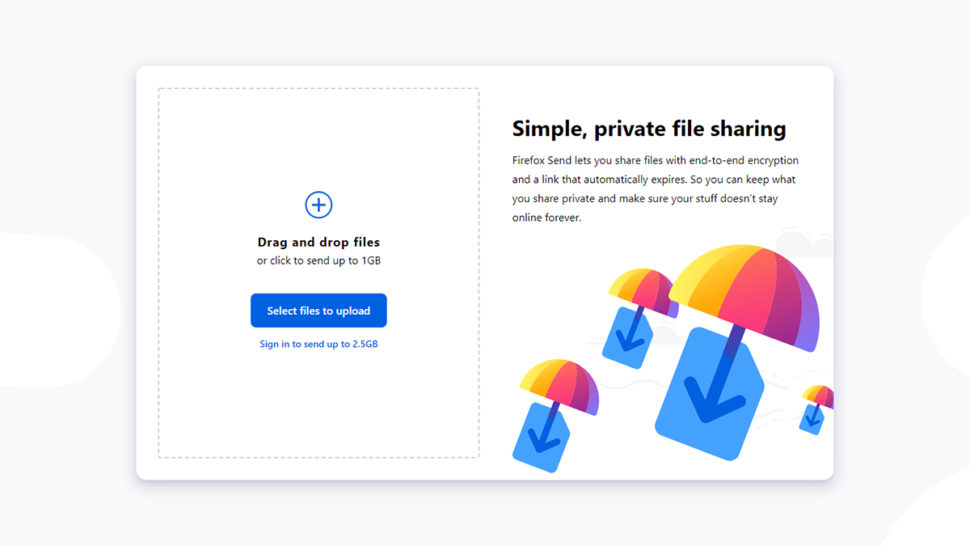 Drag and drop files
or click to send up to 1GB
Select files to upload
Sign in to send up to 2.5GB
Simple, private file sharing
Firefox Send lets you share files with end-to-end encryption
and a link that automatically expires. So you can keep what
you share private and make sure your stuff doesn't stay
online forever.